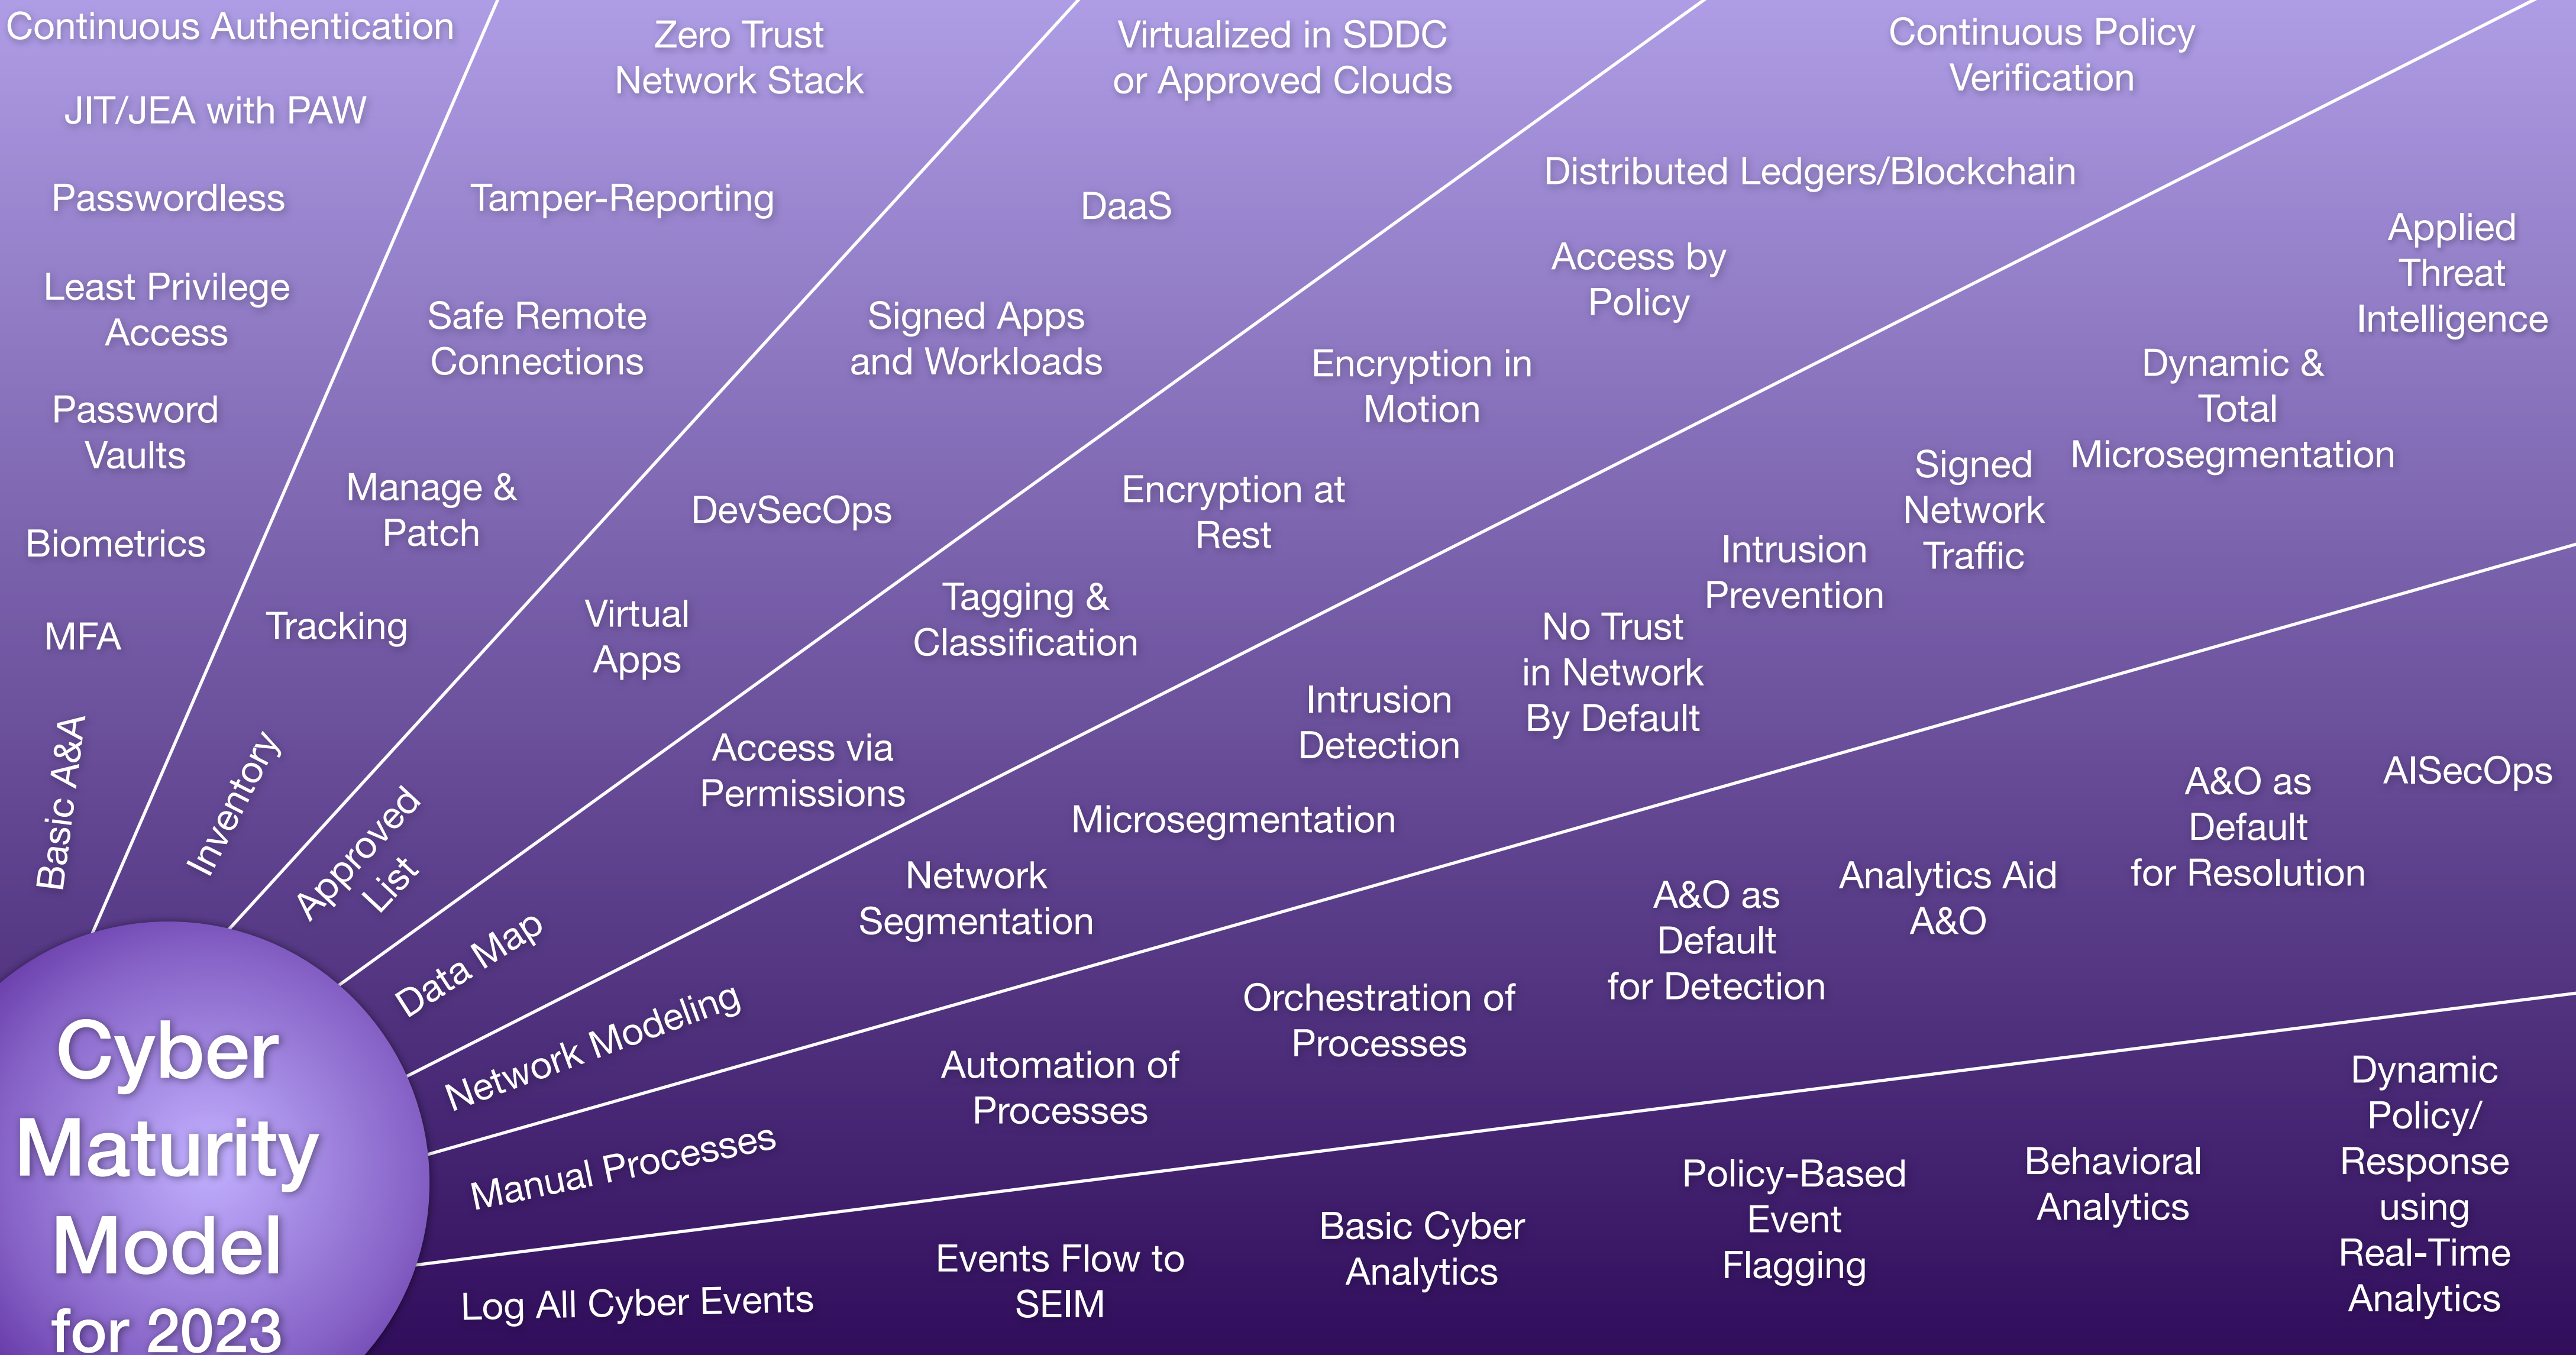 Continuous Authentication
JIT/JEA with PAW
Passwordless
Least Privilege
Access
Password
Vaults
Biometrics
MFA
Basic A&A
Zero Trust
Network Stack
Tamper-Reporting
Safe Remote
Connections
Manage &
Patch
Tracking
Inventory
Virtualized in SDDC
or Approved Clouds
DaaS
Signed Apps
and Workloads
DevSecOps
Virtual
Apps
Approved
List
Continuous Policy
Verification
Distributed Ledgers/Blockchain
Access by
Policy
Encryption in
Motion
Encryption at
Rest
Tagging &
Classification
Access via
Permissions
Data Map
Applied
Threat
Intelligence
Dynamic &
Total
Microsegmentation
Signed
Network
Traffic
Intrusion
Prevention
No Trust
in Network
By Default
Intrusion
Detection
Microsegmentation
Network
Segmentation
Network Modeling
AISecOps
A&O as
Default
for Resolution
Analytics Aid
A&O
A&O as
Default
for Detection
Orchestration of
Processes
Automation of
Processes
Manual Processes
Dynamic
Policy/
Response
using
Real-Time
Analytics
Behavioral
Analytics
Policy-Based
Event
Flagging
Basic Cyber
Analytics
Events Flow to
SEIM
Log All Cyber Events
Cyber
Maturity
Model
for 2023